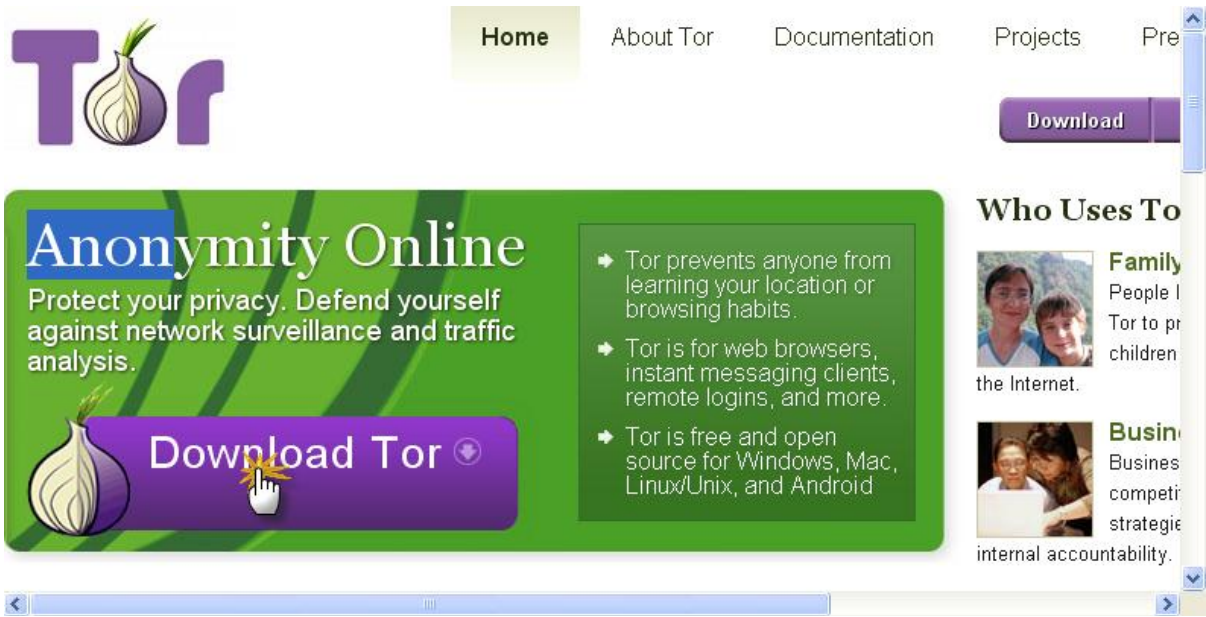 Tor
Home About Tor Documentation Projects Pre
Download
Anonymity Online
Protect your privacy. Defend yourself
against network surveillance and traffic
analysis.
Download Tor
Tor prevents anyone from
learning your location or
browsing habits.
Tor is for web browsers,
instant messaging clients,
remote logins, and more.
Tor is free and open
source for Windows, Mac,
Linux/Unix, and Android
Who Uses To
Family
People l
Tor to pr
children
the Internet.
Busin
Busines
competi
strategie
internal accountability.